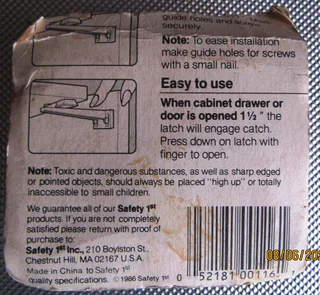 guide holes and
securely
Note: To ease installation
make guide holes for screws
with a small nail.
Easy to use
When cabinet drawer or
door is opened 1½ " the
latch will engage catch.
Press down on latch with
finger to open.
Note: Toxic and dangerous substances, as well as sharp edged
or pointed objects, should always be placed "high up" or totally
inaccessible to small children.
We guarantee all of our Safety 1st
products. If you are not completely
satisfied please return with proof of
purchase to:
Safety 1st Inc., 210 Boylston St.,
Chestnut Hill, MA 02167 U.S.A.
Made in China to Safety 1st
quality specifications. © 1986 Safety 1st
0 52181 00116
08/06/20